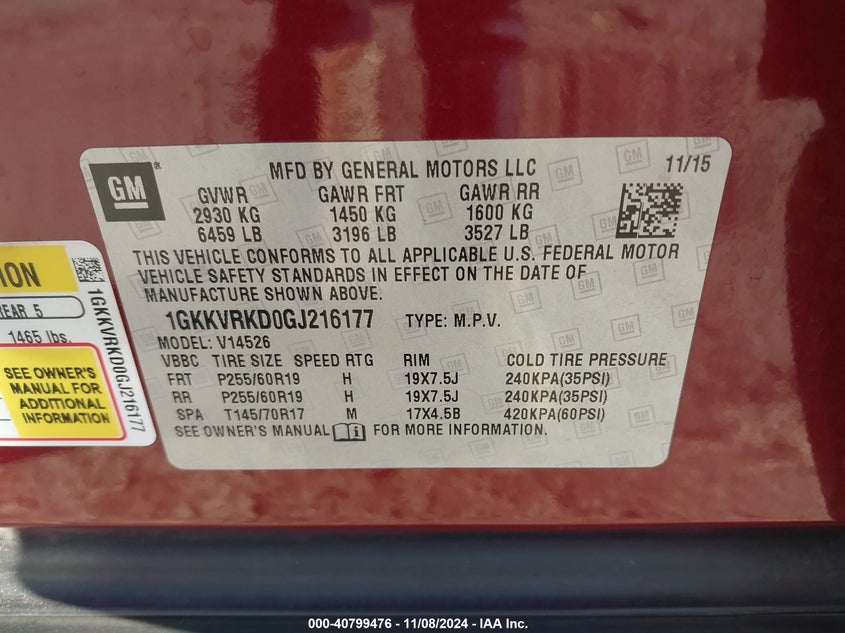 GM ®
MFD BY GENERAL MOTORS LLC 11/15
GVWR GAWR FRT GAWR RR
2930 KG 1450 KG 1600 KG
6459 LB 3196 LB 3527 LB
THIS VEHICLE CONFORMS TO ALL APPLICABLE U.S. FEDERAL MOTOR
VEHICLE SAFETY STANDARDS IN EFFECT ON THE DATE OF
MANUFACTURE SHOWN ABOVE.
1GKKVRKD0GJ216177 TYPE: M.P.V.
MODEL: V14526
VBBC TIRE SIZE SPEED RTG RIM COLD TIRE PRESSURE
FRT P255/60R19 H 19X7.5J 240KPA(35PSI)
RR P255/60R19 H 19X7.5J 240KPA(35PSI)
SPA T145/70R17 M 17X4.5B 420KPA(60PSI)
SEE OWNER'S MANUAL FOR MORE INFORMATION.
REAR 5
1465 lbs.
SEE OWNER'S
MANUAL FOR
ADDITIONAL
INFORMATION
1GKKVRKD0GJ216177
000-40799476 - 11/08/2024 - IAA Inc.